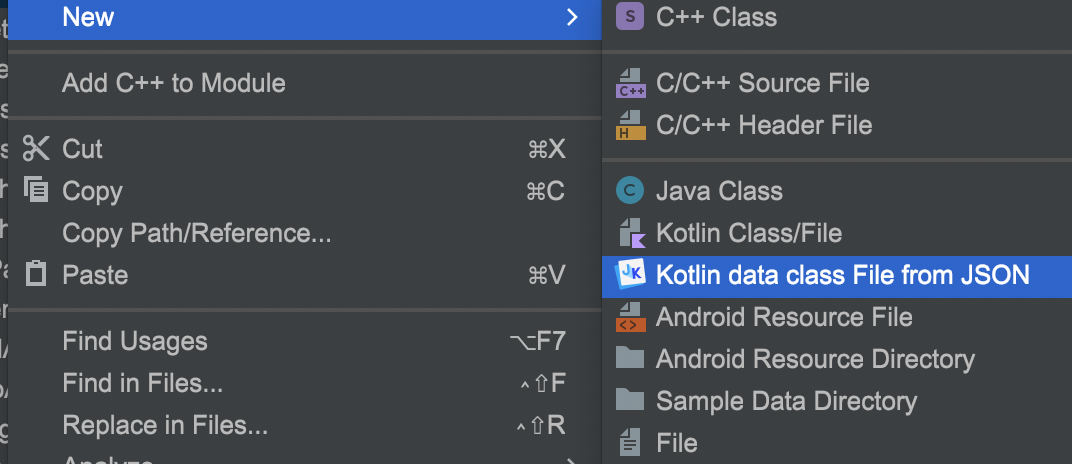 New
Add C++ to Module
Cut ⌘X
Copy ⌘C
Copy Path/Reference...
Paste ⌘V
Find Usages ⌥F7
Find in Files... ^⇧F
Replace in Files... ^⇧R
Analyze
S C++ Class
C++ C/C++ Source File
H C/C++ Header File
C Java Class
Kotlin Class/File
JK Kotlin data class File from JSON
<> Android Resource File
Android Resource Directory
Sample Data Directory
File